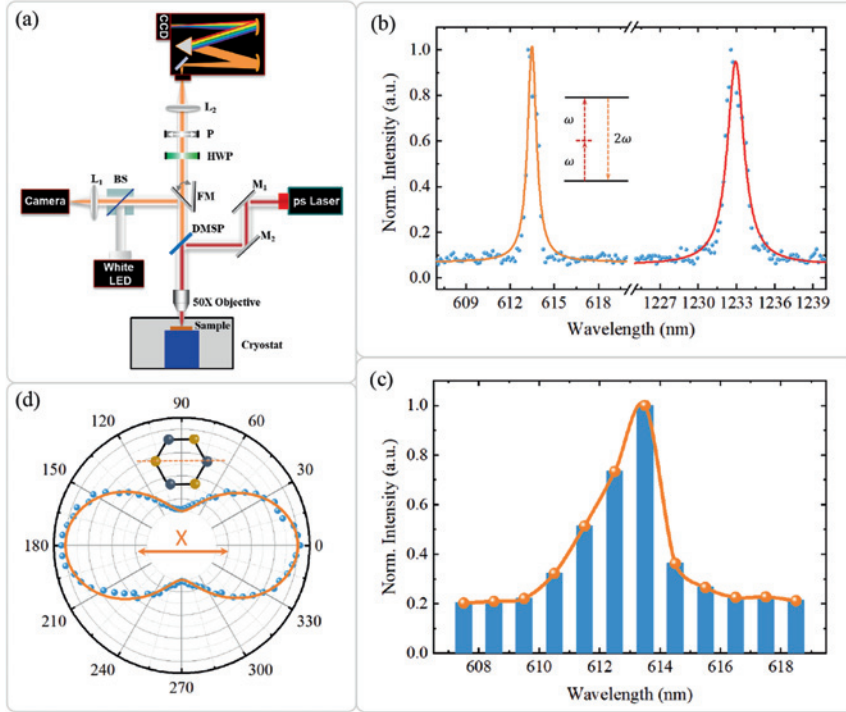 (a)
CCD
L2
P
HWP
L1
BS
FM
M1
Camera
ps Laser
DMSP
M2
White
LED
50X Objective
Sample
Cryostat
(b)
Norm. Intensity (a.u.)
1.0
0.8
0.6
0.4
0.2
0.0
ω
ω
2ω
609 612 615 618 1227 1230 1233 1236 1239
Wavelength (nm)
(d)
90
120 60
150 30
180 0
X
210 330
240 300
270
(c)
Norm. Intensity (a.u.)
1.0
0.8
0.6
0.4
0.2
0.0
608 610 612 614 616 618
Wavelength (nm)